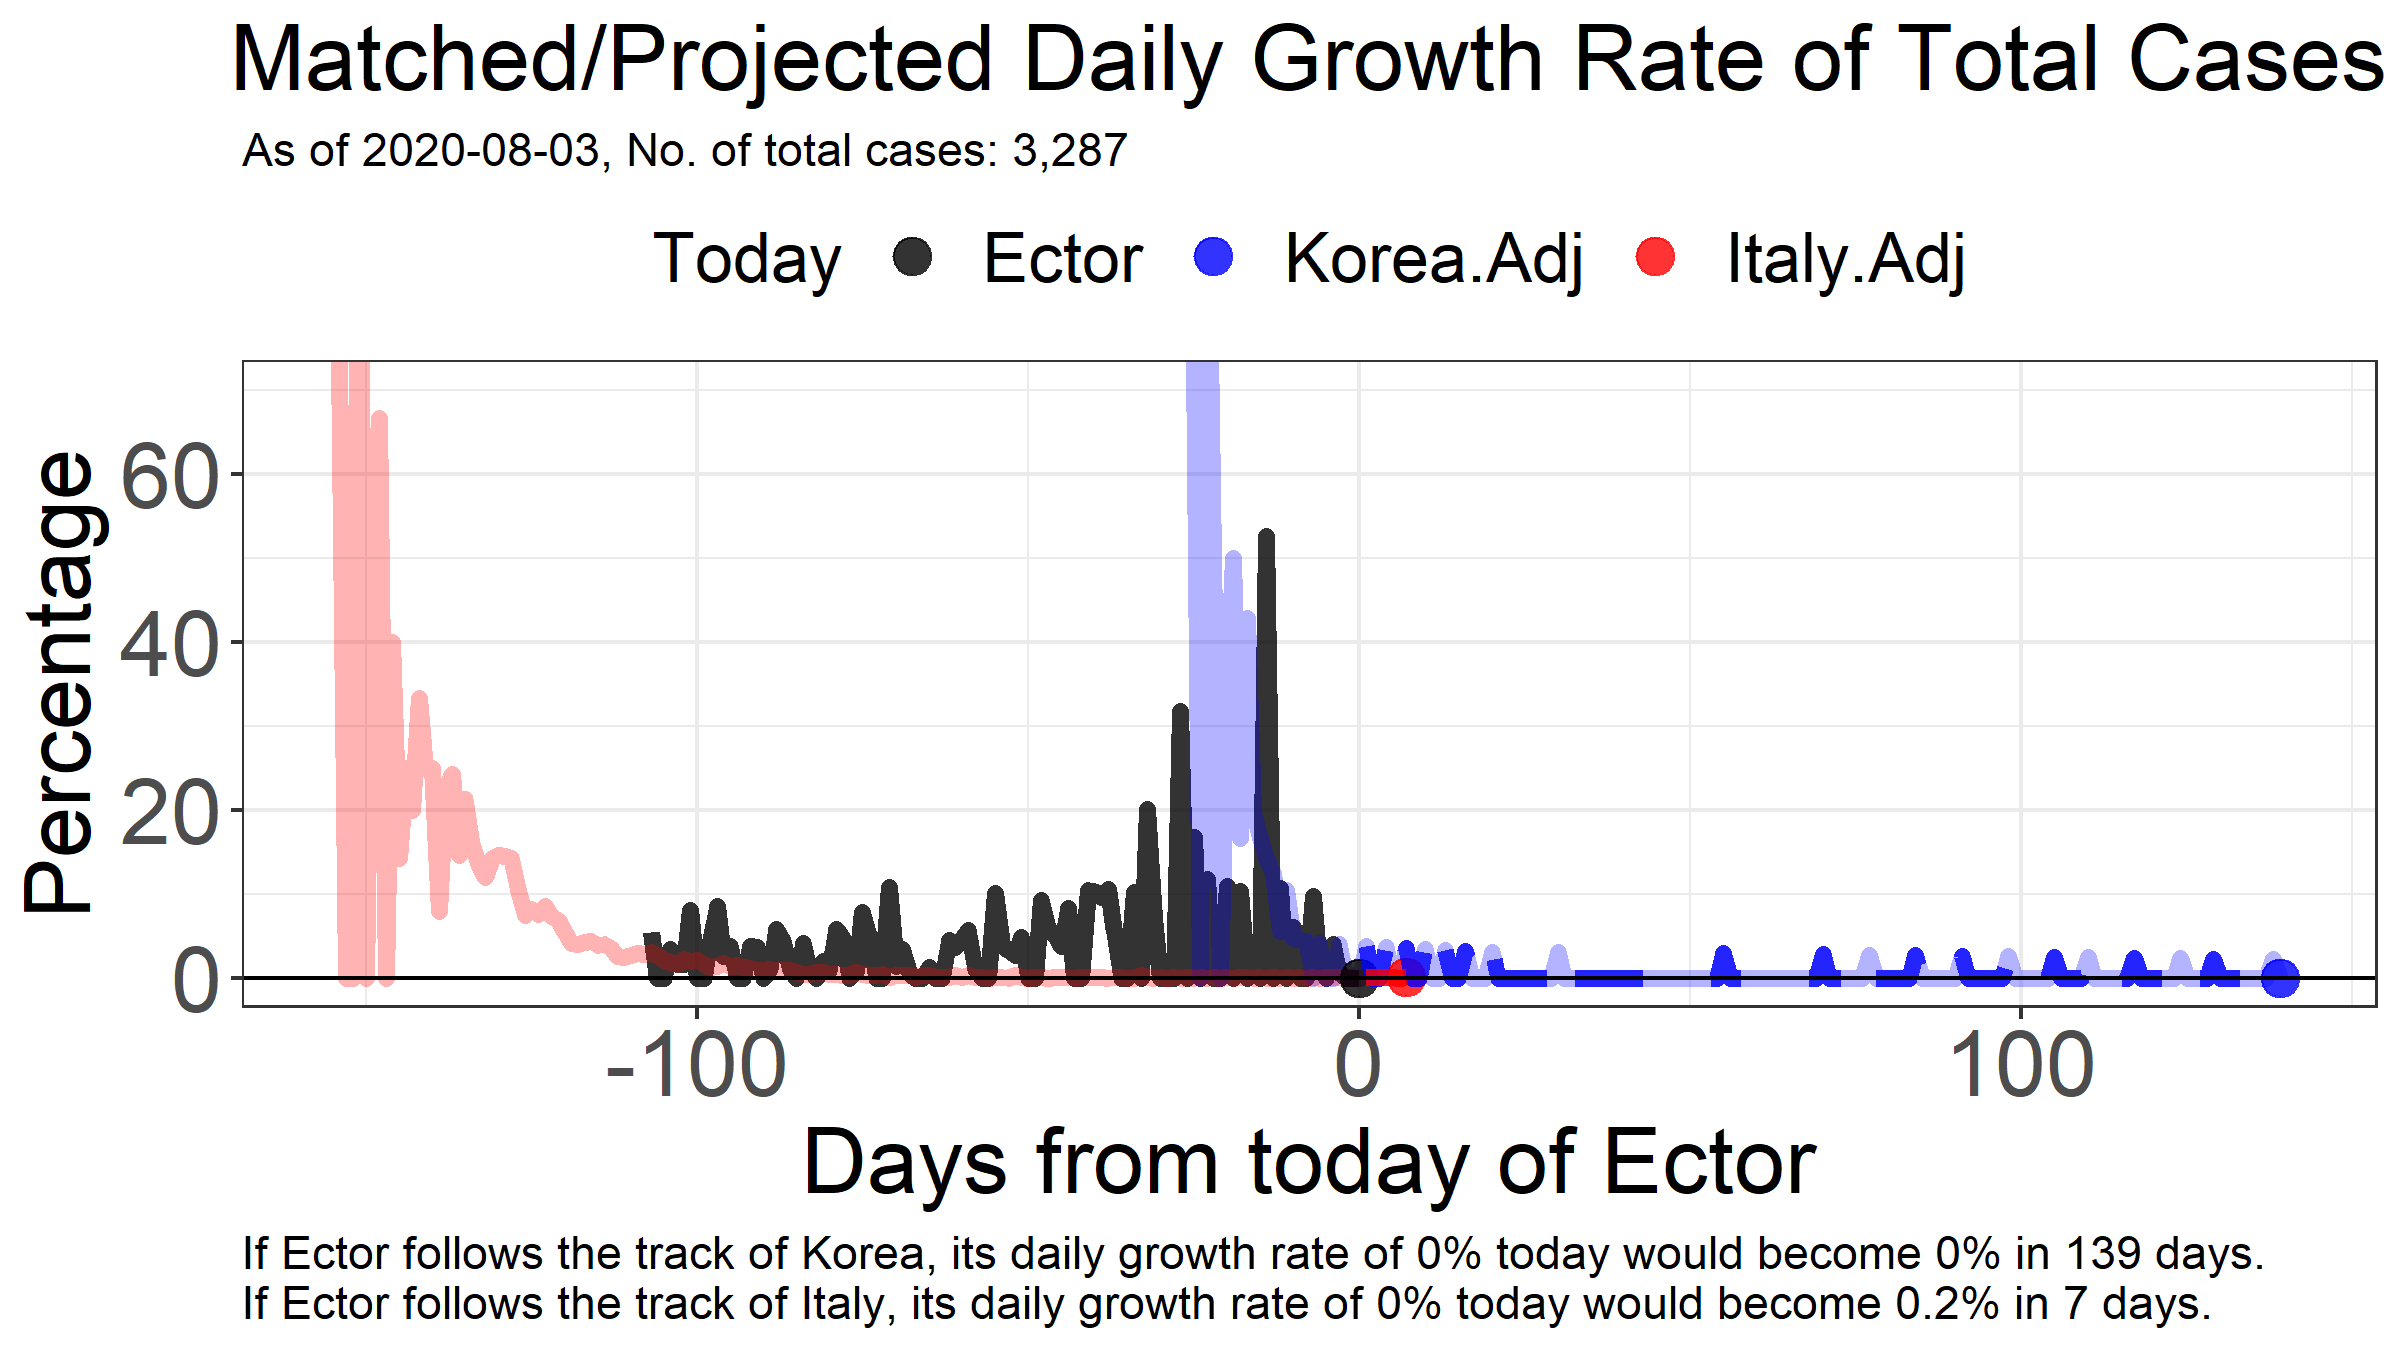 Matched/Projected Daily Growth Rate of Total Cases
As of 2020-08-03, No. of total cases: 3,287
Today Ector Korea.Adj Italy.Adj
Percentage
60
40
20
0
-100 0 100
Days from today of Ector
If Ector follows the track of Korea, its daily growth rate of 0% today would become 0% in 139 days.
If Ector follows the track of Italy, its daily growth rate of 0% today would become 0.2% in 7 days.